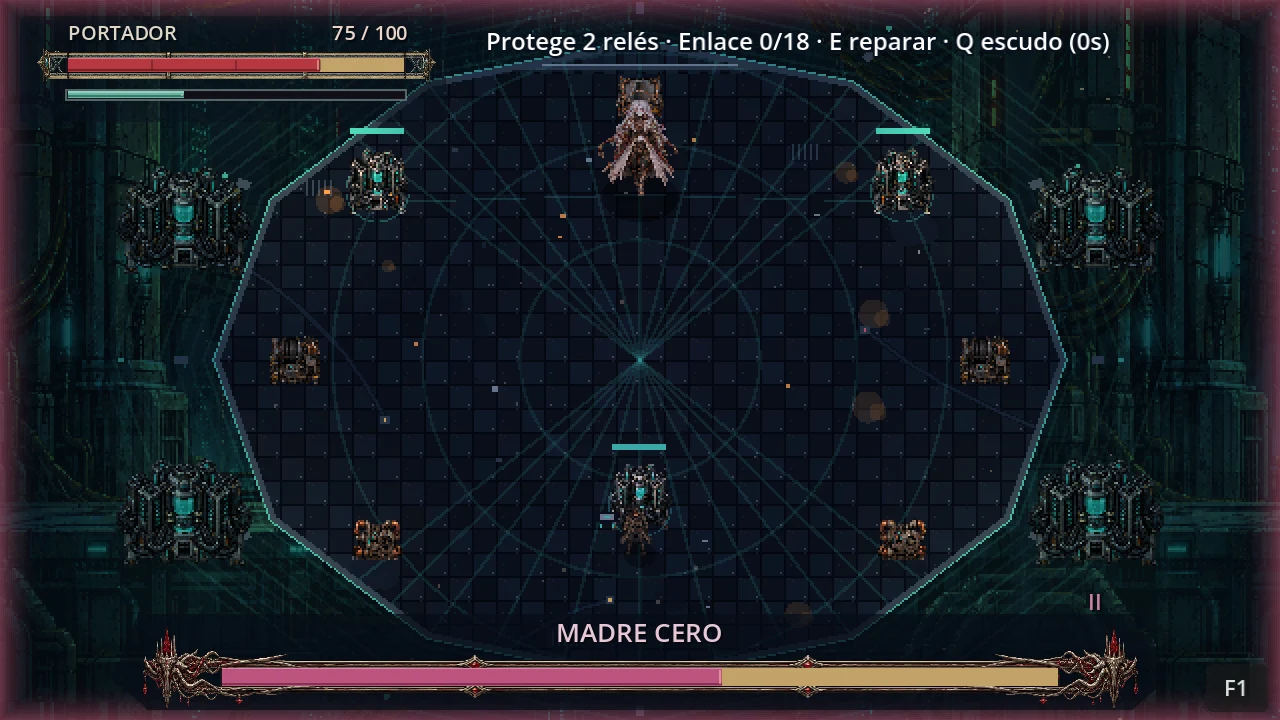 PORTADOR 75 / 100
Protege 2 relés · Enlace 0/18 · E reparar · Q escudo (0s)
MADRE CERO
F1